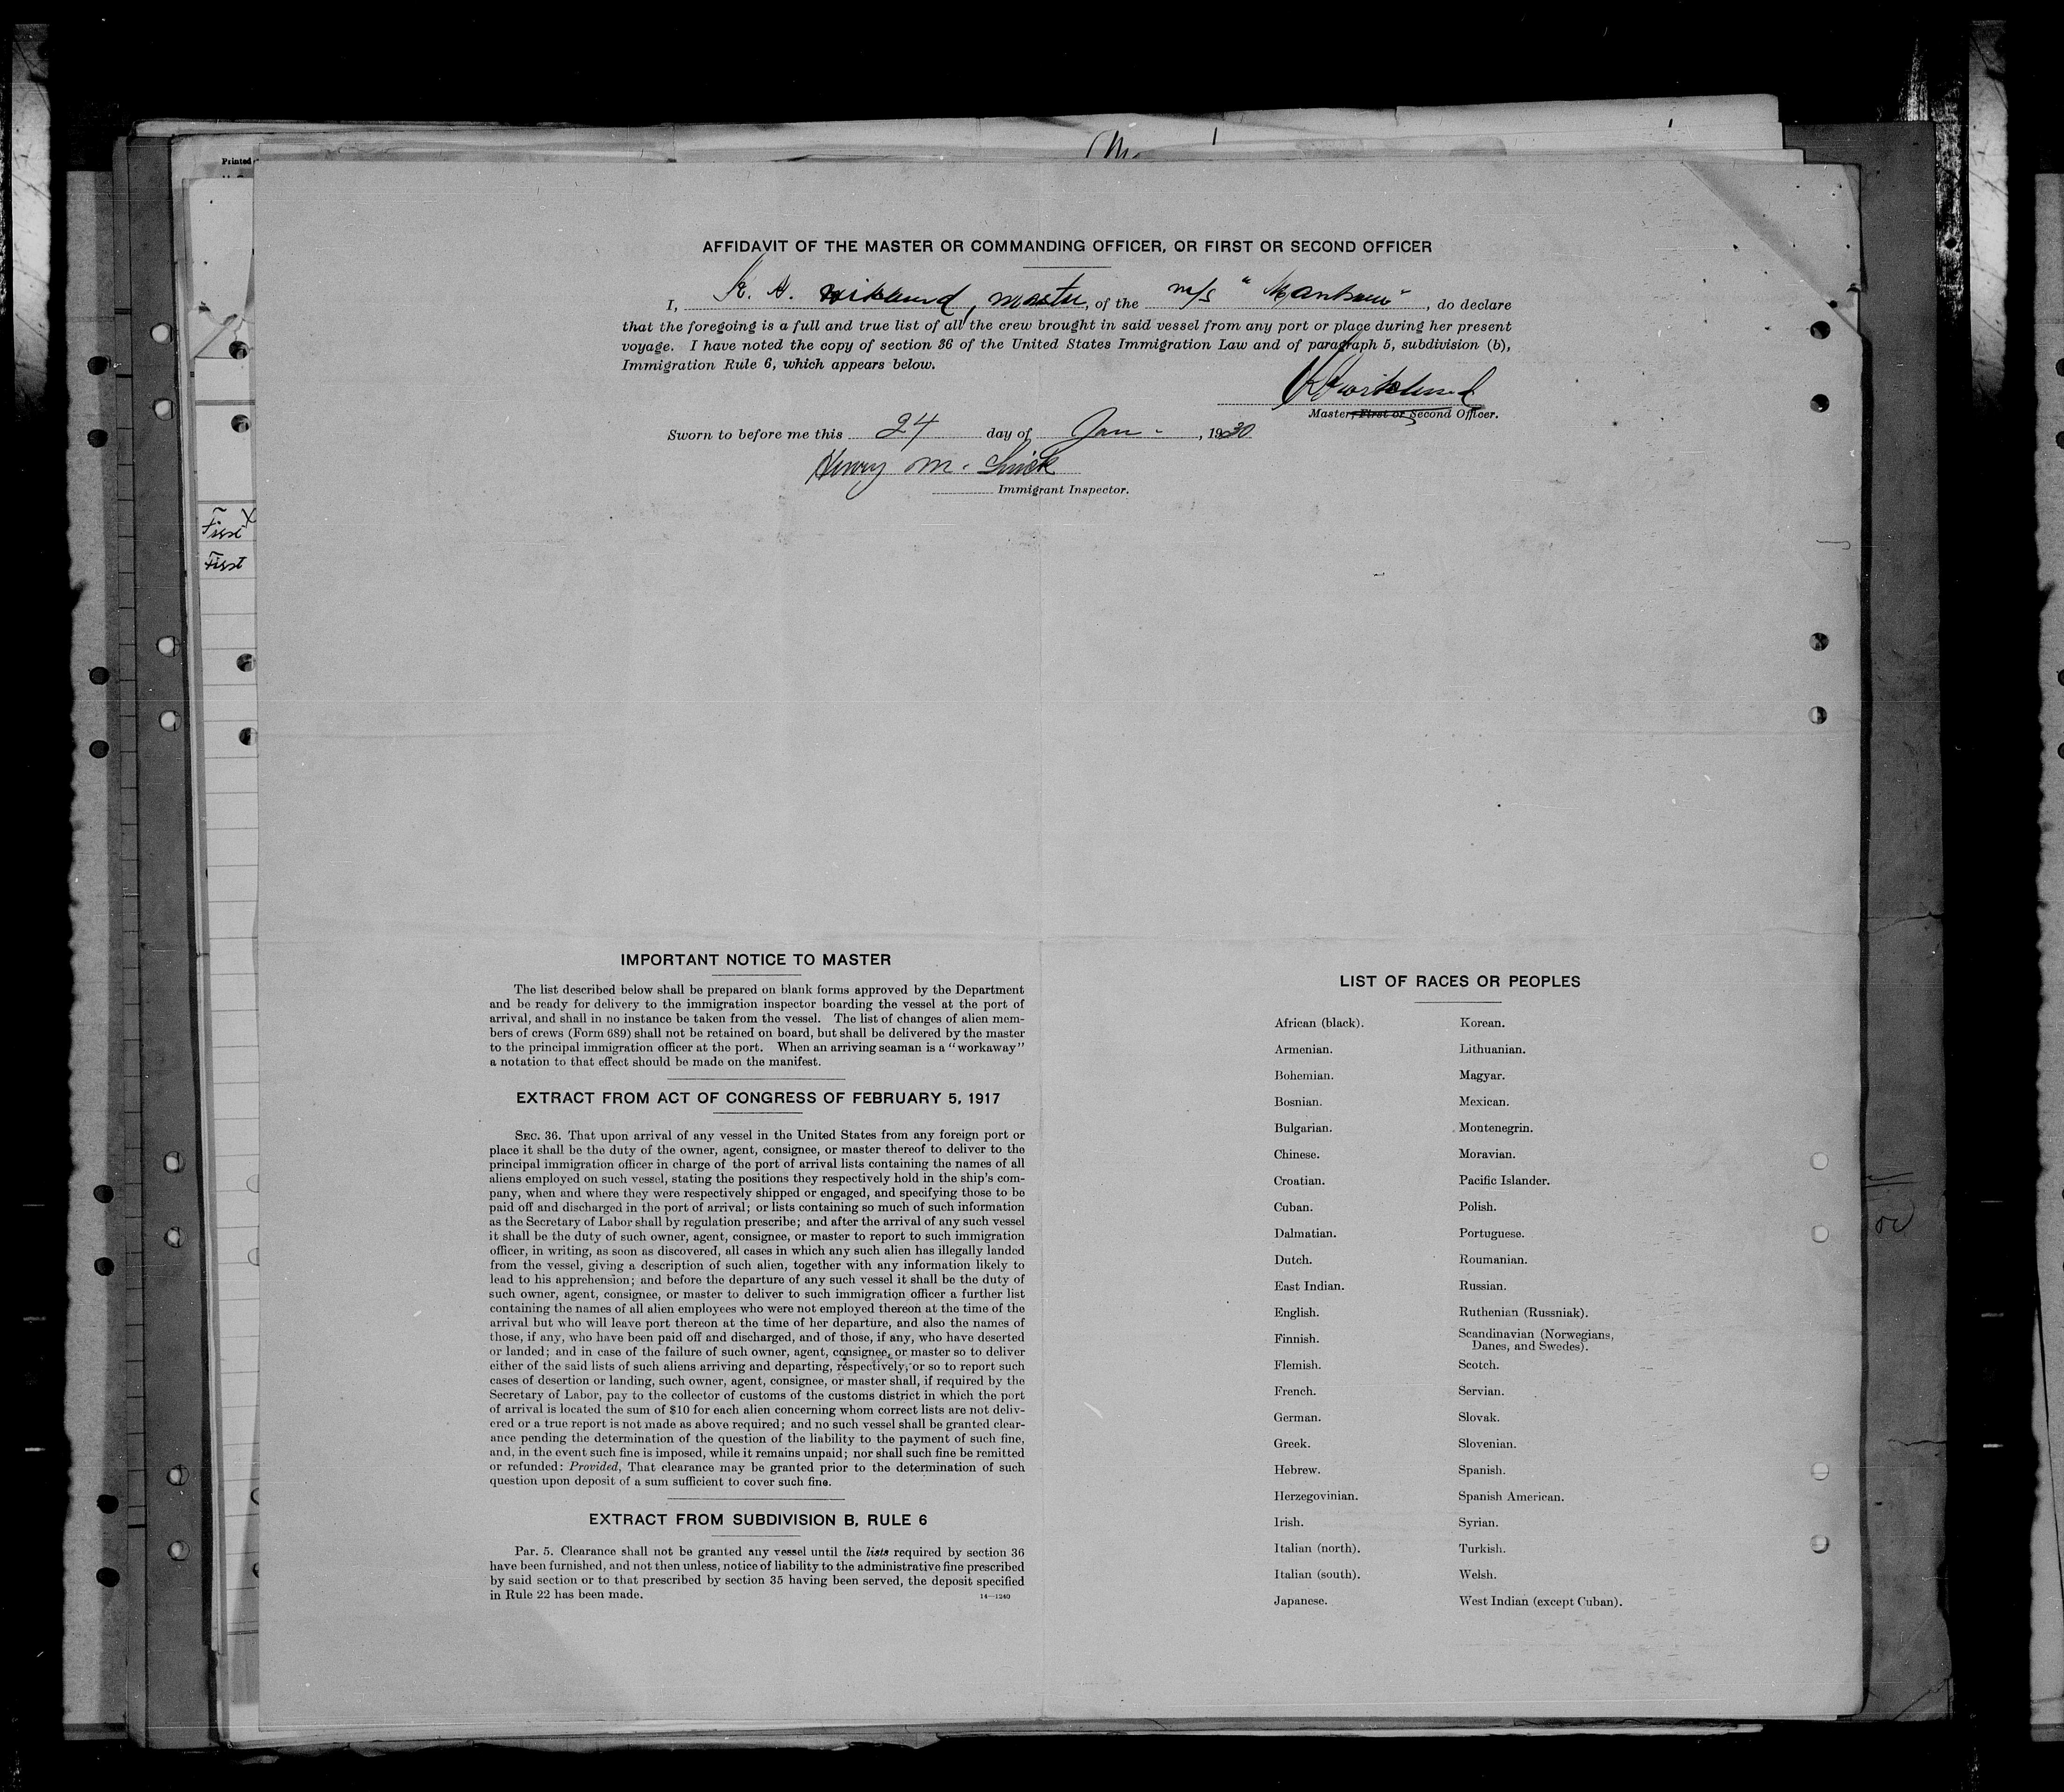 Printed
AFFIDAVIT OF THE MASTER OR COMMANDING OFFICER, OR FIRST OR SECOND OFFICER
I, K. H. Wiklund, master, of the m/s " , do declare
that the foregoing is a full and true list of all the crew brought in said vessel from any port or place during her present
voyage. I have noted the copy of section 36 of the United States Immigration Law and of paragraph 5, subdivision (b),
Immigration Rule 6, which appears below.
KHWiklund
Master, First or Second Officer.
Sworn to before me this 24 day of Jan - , 1930
Henry M.
Immigrant Inspector.
First X
First
IMPORTANT NOTICE TO MASTER
The list described below shall be prepared on blank forms approved by the Department
and be ready for delivery to the immigration inspector boarding the vessel at the port of
arrival, and shall in no instance be taken from the vessel. The list of changes of alien mem-
bers of crews (Form 689) shall not be retained on board, but shall be delivered by the master
to the principal immigration officer at the port. When an arriving seaman is a "workaway"
a notation to that effect should be made on the manifest.
EXTRACT FROM ACT OF CONGRESS OF FEBRUARY 5, 1917
SEC. 36. That upon arrival of any vessel in the United States from any foreign port or
place it shall be the duty of the owner, agent, consignee, or master thereof to deliver to the
principal immigration officer in charge of the port of arrival lists containing the names of all
aliens employed on such vessel, stating the positions they respectively hold in the ship's com-
pany, when and where they were respectively shipped or engaged, and specifying those to be
paid off and discharged in the port of arrival; or lists containing so much of such information
as the Secretary of Labor shall by regulation prescribe; and after the arrival of any such vessel
it shall be the duty of such owner, agent, consignee, or master to report to such immigration
officer, in writing, as soon as discovered, all cases in which any such alien has illegally landed
from the vessel, giving a description of such alien, together with any information likely to
lead to his apprehension; and before the departure of any such vessel it shall be the duty of
such owner, agent, consignee, or master to deliver to such immigration officer a further list
containing the names of all alien employees who were not employed thereon at the time of the
arrival but who will leave port thereon at the time of her departure, and also the names of
those, if any, who have been paid off and discharged, and of those, if any, who have deserted
or landed; and in case of the failure of such owner, agent, consignee, or master so to deliver
either of the said lists of such aliens arriving and departing, respectively, or so to report such
cases of desertion or landing, such owner, agent, consignee, or master shall, if required by the
Secretary of Labor, pay to the collector of customs of the customs district in which the port
of arrival is located the sum of $10 for each alien concerning whom correct lists are not deliv-
ered or a true report is not made as above required; and no such vessel shall be granted clear-
ance pending the determination of the question of the liability to the payment of such fine,
and, in the event such fine is imposed, while it remains unpaid; nor shall such fine be remitted
or refunded: Provided, That clearance may be granted prior to the determination of such
question upon deposit of a sum sufficient to cover such fine.
EXTRACT FROM SUBDIVISION B, RULE 6
Par. 5. Clearance shall not be granted any vessel until the lists required by section 36
have been furnished, and not then unless, notice of liability to the administrative fine prescribed
by said section or to that prescribed by section 35 having been served, the deposit specified
in Rule 22 has been made.
14—1240
LIST OF RACES OR PEOPLES
African (black). Korean.
Armenian. Lithuanian.
Bohemian. Magyar.
Bosnian. Mexican.
Bulgarian. Montenegrin.
Chinese. Moravian.
Croatian. Pacific Islander.
Cuban. Polish.
Dalmatian. Portuguese.
Dutch. Roumanian.
East Indian. Russian.
English. Ruthenian (Russniak).
Finnish. Scandinavian (Norwegians,
Danes, and Swedes).
Flemish. Scotch.
French. Servian.
German. Slovak.
Greek. Slovenian.
Hebrew. Spanish.
Herzegovinian. Spanish American.
Irish. Syrian.
Italian (north). Turkish.
Italian (south). Welsh.
Japanese. West Indian (except Cuban).